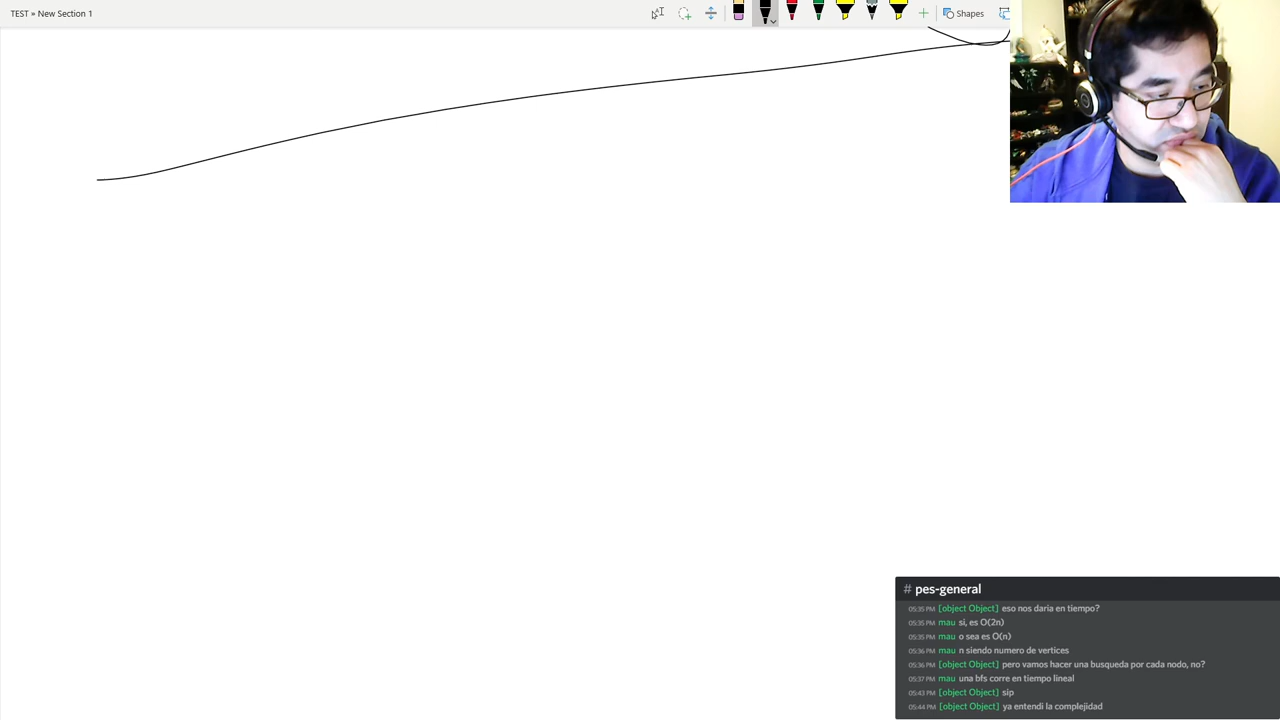 TEST » New Section 1
Shapes
# pes-general
05:35 PM [object Object] eso nos daria en tiempo?
05:35 PM mau si, es O(2n)
05:35 PM mau o sea es O(n)
05:36 PM mau n siendo numero de vertices
05:36 PM [object Object] pero vamos hacer una busqueda por cada nodo, no?
05:37 PM mau una bfs corre en tiempo lineal
05:43 PM [object Object] sip
05:44 PM [object Object] ya entendi la complejidad